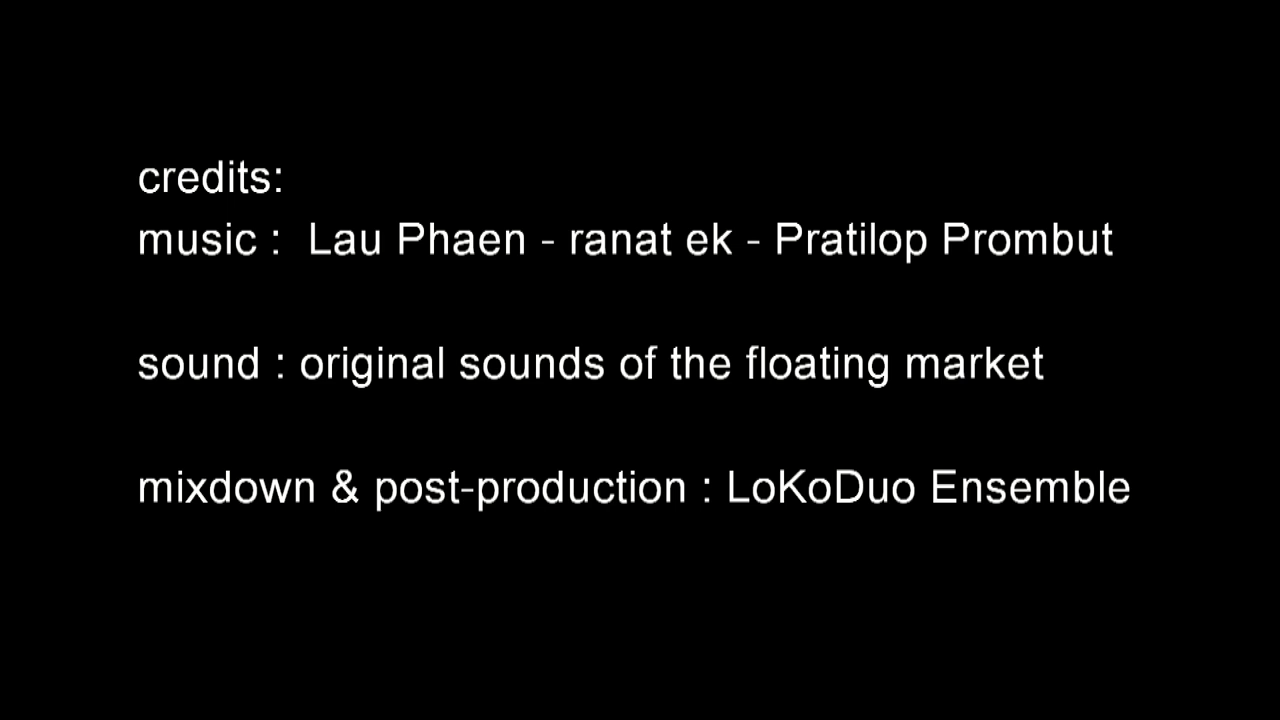 credits:
music :  Lau Phaen - ranat ek - Pratilop Prombut
sound : original sounds of the floating market
mixdown & post-production : LoKoDuo Ensemble